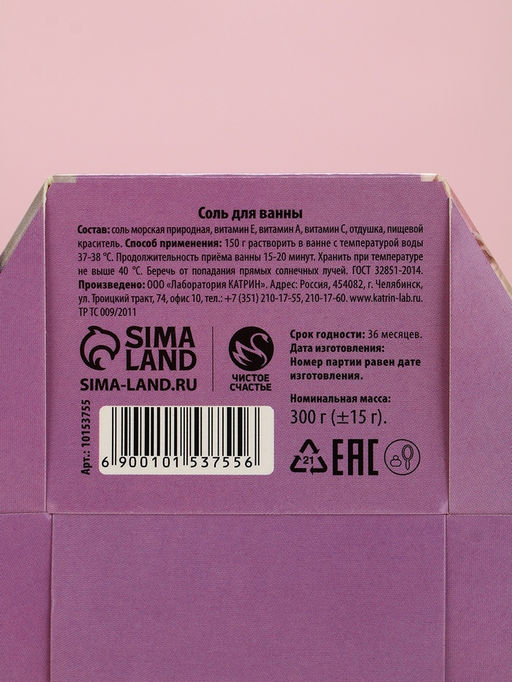 Соль для ванны
Состав: соль морская природная, витамин Е, витамин А, витамин С, отдушка, пищевой
краситель. Способ применения: 150 г растворить в ванне с температурой воды
37-38 °С. Продолжительность приёма ванны 15-20 минут. Хранить при температуре
не выше 40 °С. Беречь от попадания прямых солнечных лучей. ГОСТ 32851-2014.
Произведено: ООО «Лаборатория КАТРИН». Адрес: Россия, 454082, г. Челябинск,
ул. Троицкий тракт, 74, офис 10, тел.: +7 (351) 210-17-55, 210-17-60. www.katrin-lab.ru.
ТР ТС 009/2011
SIMA
LAND
SIMA-LAND.RU
ЧИСТОЕ
СЧАСТЬЕ
Срок годности: 36 месяцев.
Дата изготовления:
Номер партии равен дате
изготовления.
Номинальная масса:
300 г (±15 г).
Арт.: 10153755
6 900101 537556
21
EAC